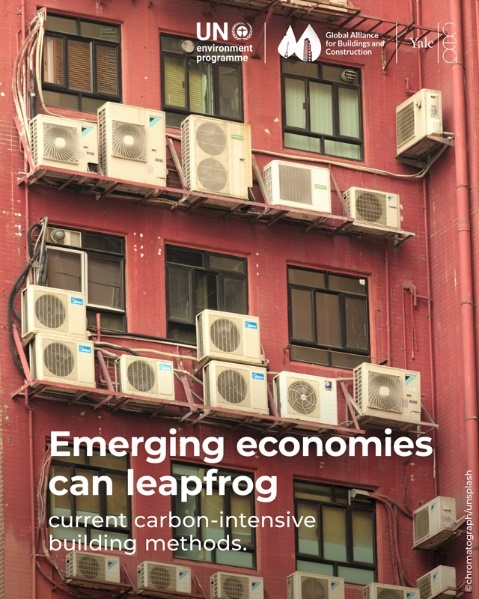 UN
environment
programme
Global Alliance
for Buildings and
Construction
Yale
Emerging economies
can leapfrog
current carbon-intensive
building methods.
©chromatograph/unsplash